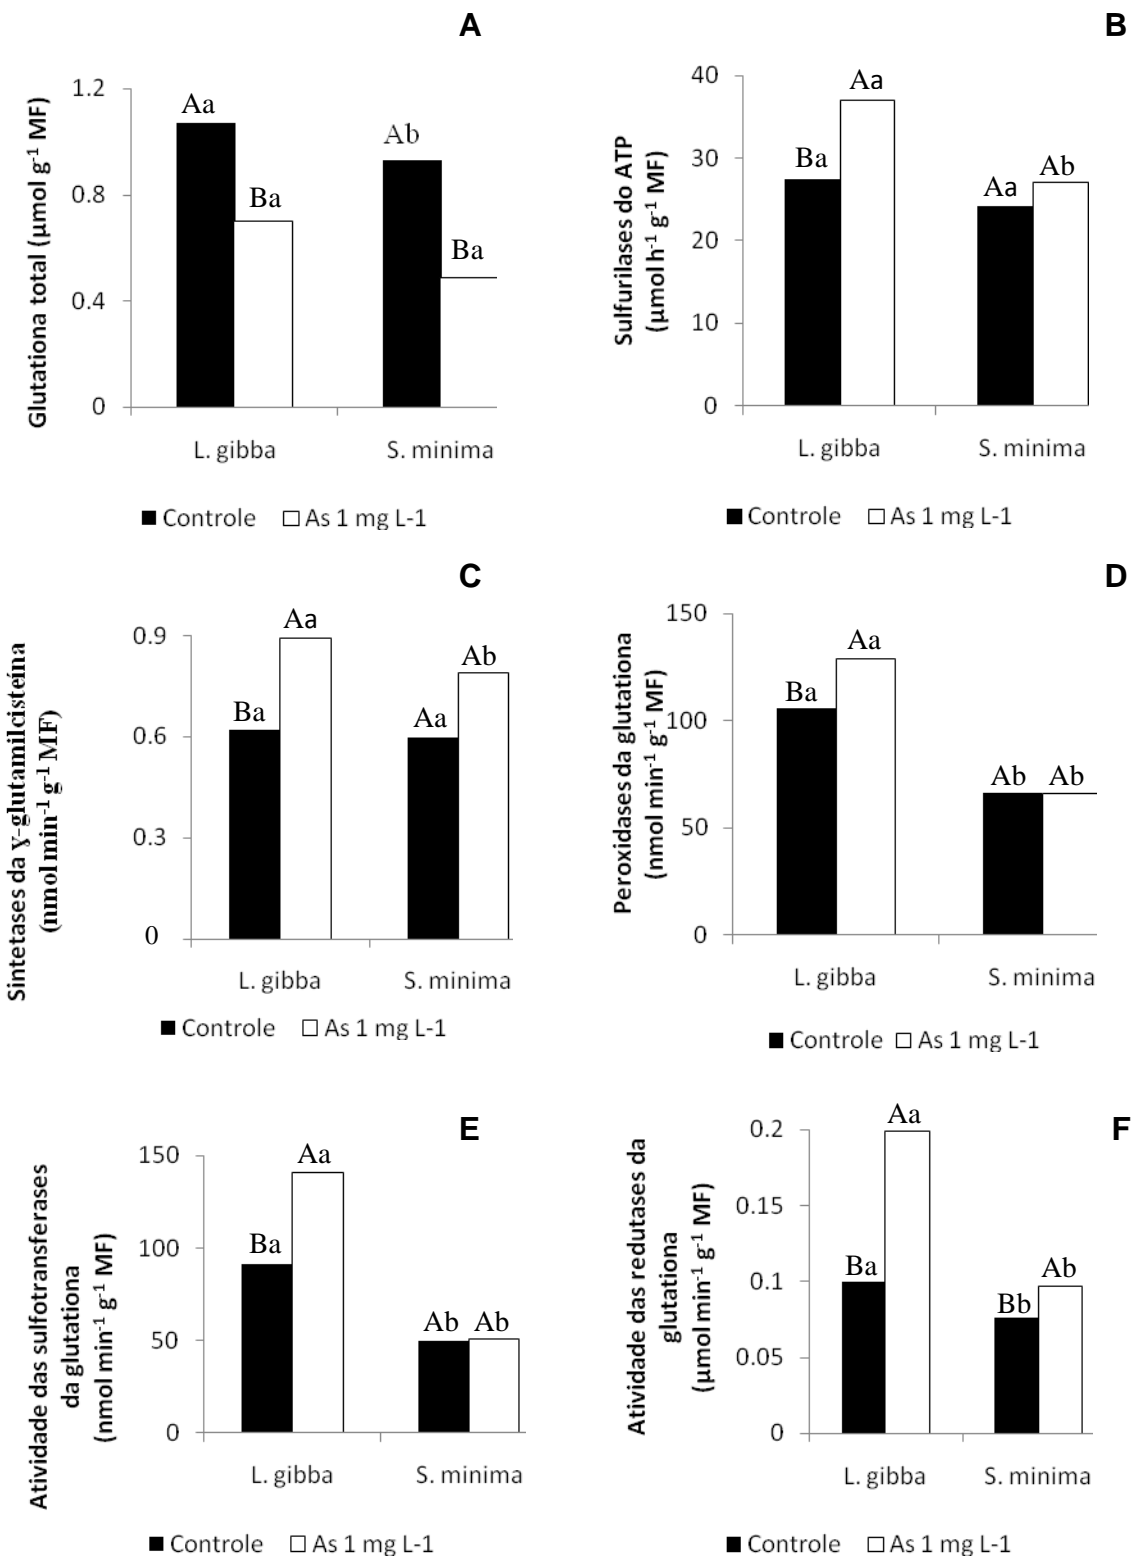 A
Glutationa total (µmol g-1 MF)
1.2
0.8
0.4
0
Aa
Ba
Ab
Ba
L. gibba
S. minima
Controle
As 1 mg L-1
B
Sulfurilases do ATP
(µmol h-1 g-1 MF)
40
30
20
10
0
Ba
Aa
Aa
Ab
L. gibba
S. minima
Controle
As 1 mg L-1
C
Sintetases da γ-glutamilcisteína
(nmol min-1 g-1 MF)
0.9
0.6
0.3
0
Ba
Aa
Aa
Ab
L. gibba
S. minima
Controle
As 1 mg L-1
D
Peroxidases da glutationa
(nmol min-1 g-1 MF)
150
100
50
0
Ba
Aa
Ab
Ab
L. gibba
S. minima
Controle
As 1 mg L-1
E
Atividade das sulfotransferases
da glutationa
(nmol min-1 g-1 MF)
150
100
50
0
Ba
Aa
Ab
Ab
L. gibba
S. minima
Controle
As 1 mg L-1
F
Atividade das redutases da
glutationa
(µmol min-1 g-1 MF)
0.2
0.15
0.1
0.05
0
Ba
Aa
Bb
Ab
L. gibba
S. minima
Controle
As 1 mg L-1